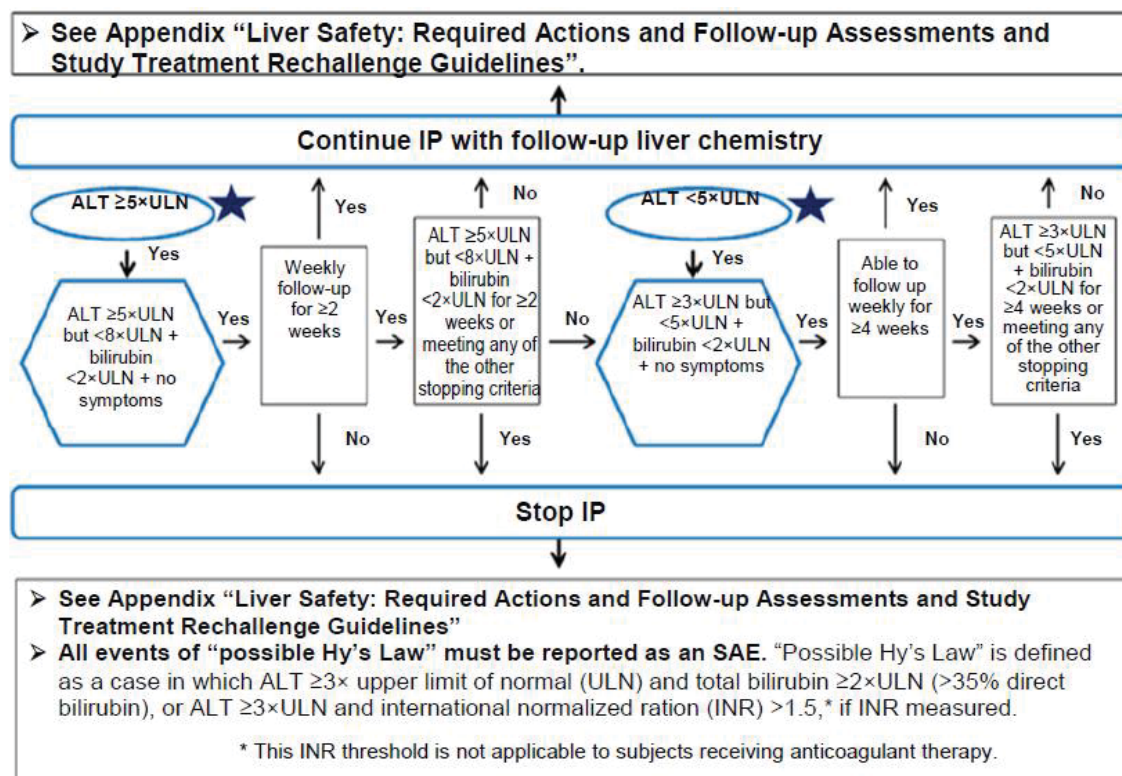 ➢ See Appendix “Liver Safety: Required Actions and Follow-up Assessments and
Study Treatment Rechallenge Guidelines”.
Continue IP with follow-up liver chemistry
ALT ≥5×ULN
Yes
ALT ≥5×ULN
but <8×ULN +
bilirubin
<2×ULN + no
symptoms
Yes
Yes
Weekly
follow-up
for ≥2
weeks
No
Yes
No
ALT ≥5×ULN
but <8×ULN +
bilirubin
<2×ULN for ≥2
weeks or
meeting any of
the other
stopping criteria
Yes
No
ALT <5×ULN
Yes
ALT ≥3×ULN but
<5×ULN +
bilirubin <2×ULN
+ no symptoms
Yes
Yes
Able to
follow up
weekly for
≥4 weeks
No
Yes
No
ALT ≥3×ULN
but
<5×ULN
+ bilirubin
<2×ULN for
≥4 weeks or
meeting any
of the other
stopping
criteria
Yes
Stop IP
➢ See Appendix “Liver Safety: Required Actions and Follow-up Assessments and Study
Treatment Rechallenge Guidelines”
➢ All events of “possible Hy’s Law” must be reported as an SAE. “Possible Hy’s Law” is defined
as a case in which ALT ≥3× upper limit of normal (ULN) and total bilirubin ≥2×ULN (>35% direct
bilirubin), or ALT ≥3×ULN and international normalized ration (INR) >1.5,* if INR measured.
* This INR threshold is not applicable to subjects receiving anticoagulant therapy.